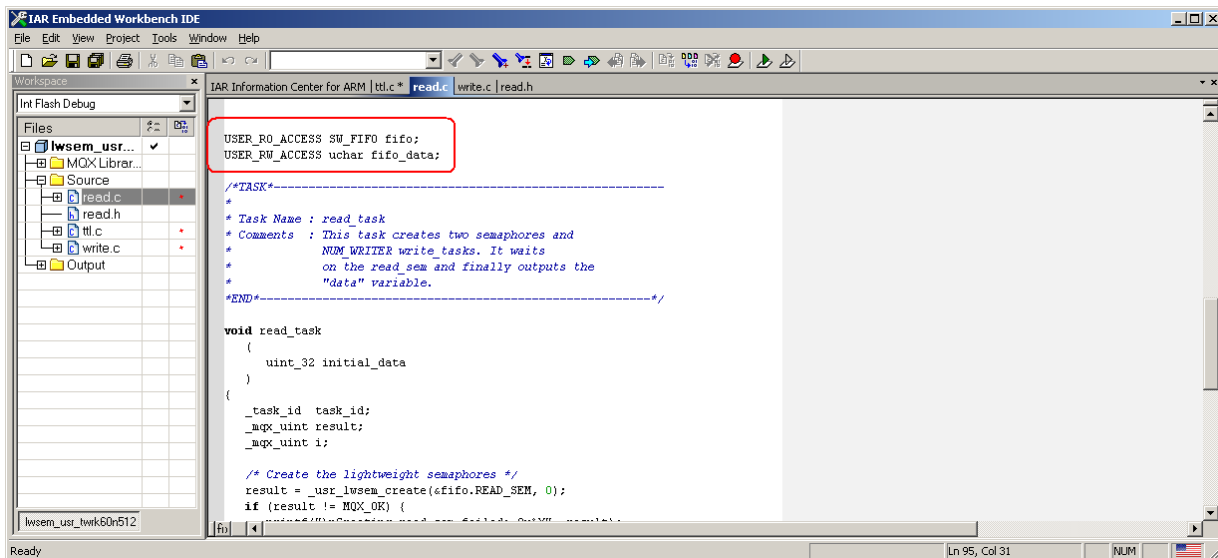 IAR Embedded Workbench IDE
File Edit View Project Tools Window Help
Workspace
IAR Information Center for ARM | ttl.c * read.c write.c | read.h
Int Flash Debug
Files
lwsem_usr...
MQX Librar...
Source
read.c
read.h
ttl.c
write.c
Output
lwsem_usr_twrk60n512
USER_RO_ACCESS SW_FIFO fifo;
USER_RW_ACCESS uchar fifo_data;
/*TASK*--------------------------------------------------------
*
* Task Name : read_task
* Comments : This task creates two semaphores and
* NUM_WRITER write_tasks. It waits
* on the read_sem and finally outputs the
* "data" variable.
*END*--------------------------------------------------------*/
void read_task
(
uint_32 initial_data
)
{
_task_id task_id;
_mqx_uint result;
_mqx_uint i;
/* Create the lightweight semaphores */
result = _usr_lwsem_create(&fifo.READ_SEM, 0);
if (result != MQX_OK) {
Ready
Ln 95, Col 31
NUM